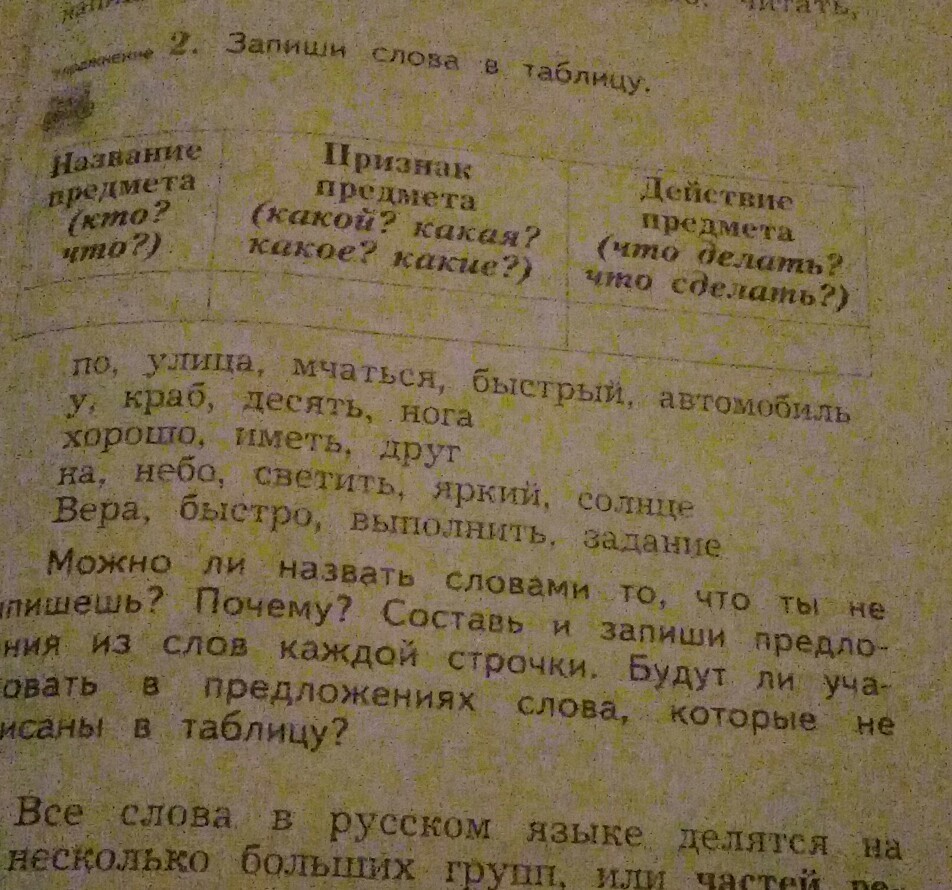 читать,
Упражнение 2. Запиши слова в таблицу.
Название предмета (кто? что?)
Признак предмета (какой? какая? какое? какие?)
Действие предмета (что делать? что сделать?)
по, улица, мчаться, быстрый, автомобиль
у, краб, десять, нога
хорошо, иметь, друг
на, небо, светить, яркий, солнце
Вера, быстро, выполнить, задание
Можно ли назвать словами то, что ты не
пишешь? Почему? Составь и запиши предло-
ния из слов каждой строчки. Будут ли уча-
овать в предложениях слова, которые не
исаны в таблицу?
Все слова в русском языке делятся на
несколько больших групп, или частей ре-